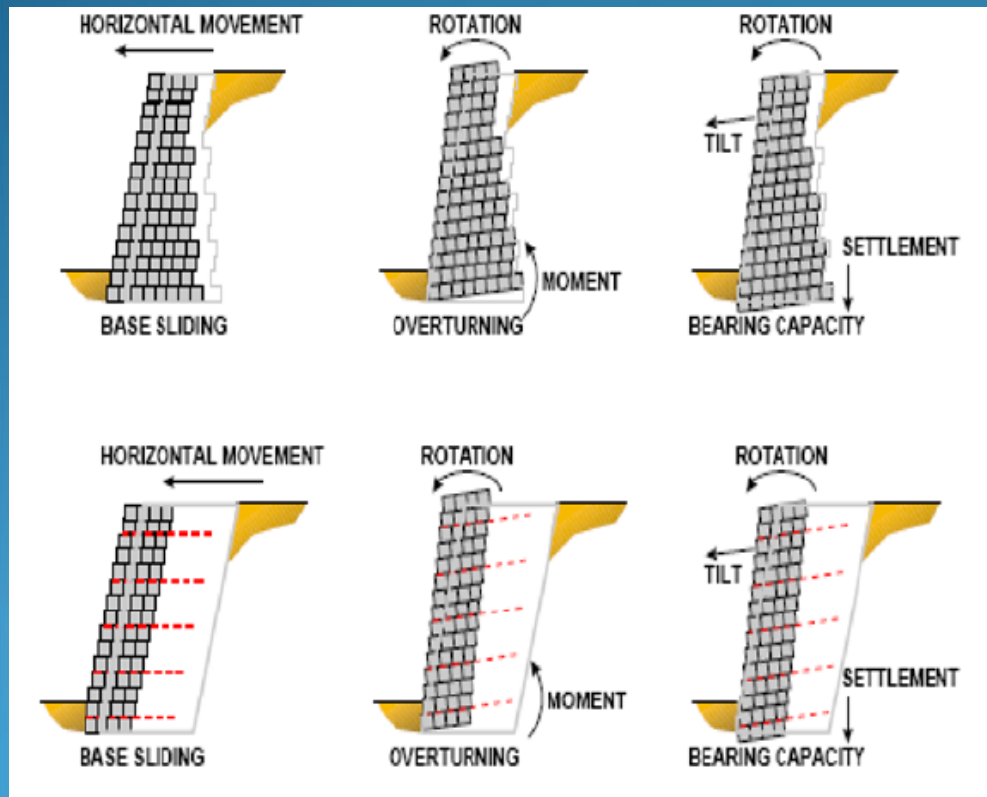 HORIZONTAL MOVEMENT
ROTATION
ROTATION
TILT
SETTLEMENT
MOMENT
BASE SLIDING
OVERTURNING
BEARING CAPACITY
HORIZONTAL MOVEMENT
ROTATION
ROTATION
TILT
SETTLEMENT
MOMENT
BASE SLIDING
OVERTURNING
BEARING CAPACITY